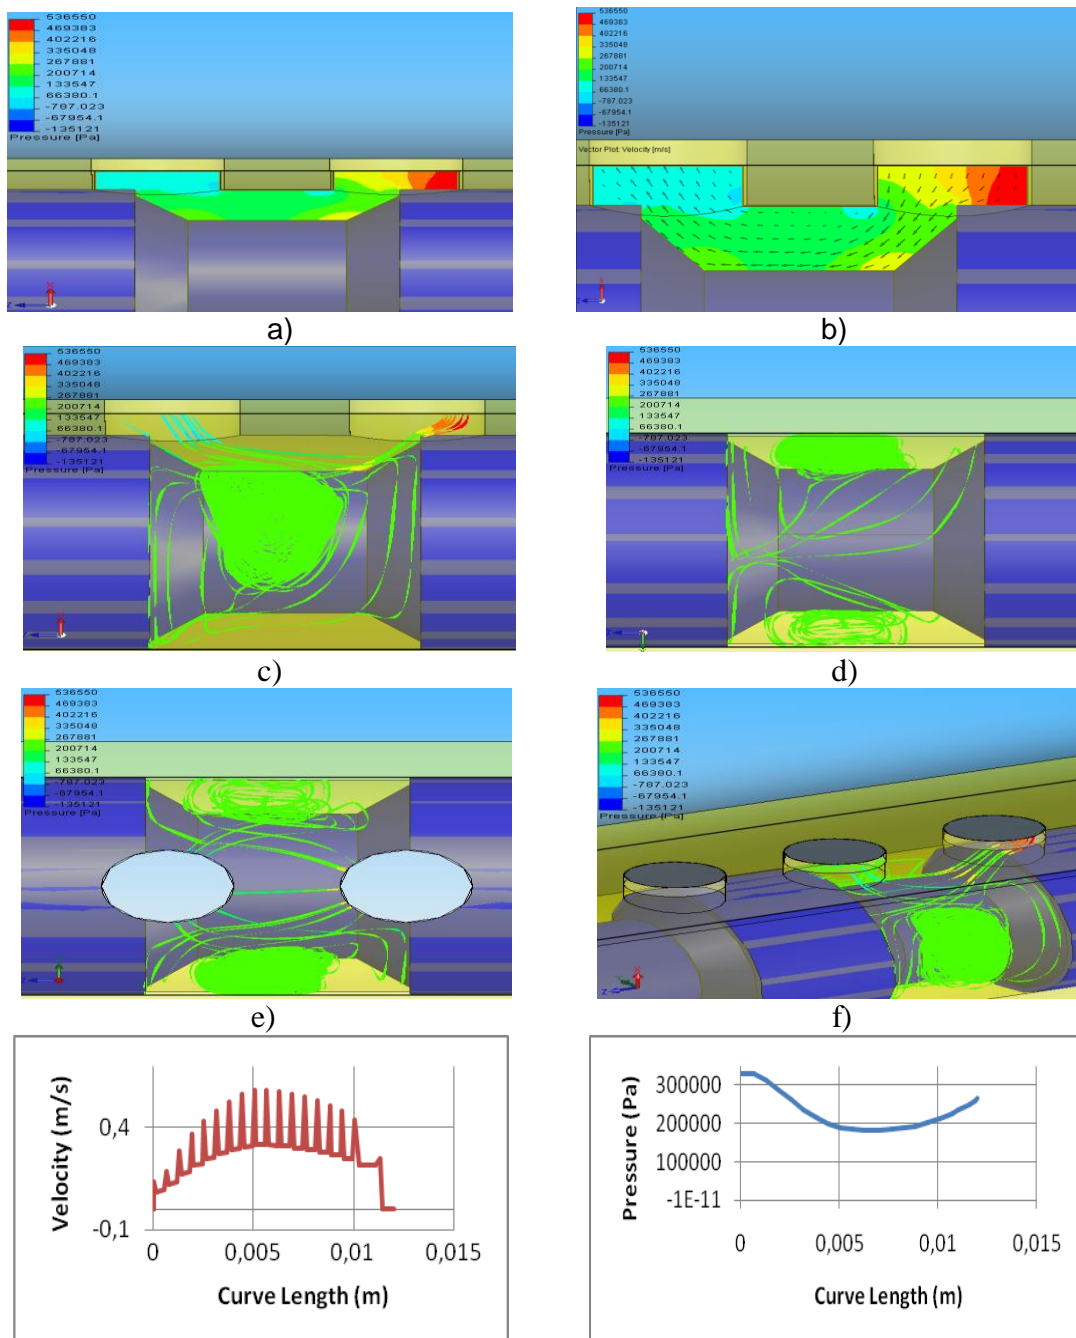 536550
469383
402216
335048
267881
200714
133547
66380.1
-787.023
-67954.1
-135121
Pressure [Pa]
X
Z
a)
536550
469383
402216
335048
267881
200714
133547
66380.1
-787.023
-67954.1
-135121
Pressure [Pa]
Vector Plot: Velocity [m/s]
X
Z
b)
536550
469383
402216
335048
267881
200714
133547
66380.1
-787.023
-67954.1
-135121
Pressure [Pa]
Z
c)
536550
469383
402216
335048
267881
200714
133547
66380.1
-787.023
-67954.1
-135121
Pressure [Pa]
Z
d)
536550
469383
402216
335048
267881
200714
133547
66380.1
-787.023
-67954.1
-135121
Pressure [Pa]
Z
e)
536550
469383
402216
335048
267881
200714
133547
66380.1
-787.023
-67954.1
-135121
Pressure [Pa]
X
Z
f)
Velocity (m/s)
0,4
-0,1
0 0,005 0,01 0,015
Curve Length (m)
Pressure (Pa)
300000
200000
100000
-1E-11
0 0,005 0,01 0,015
Curve Length (m)